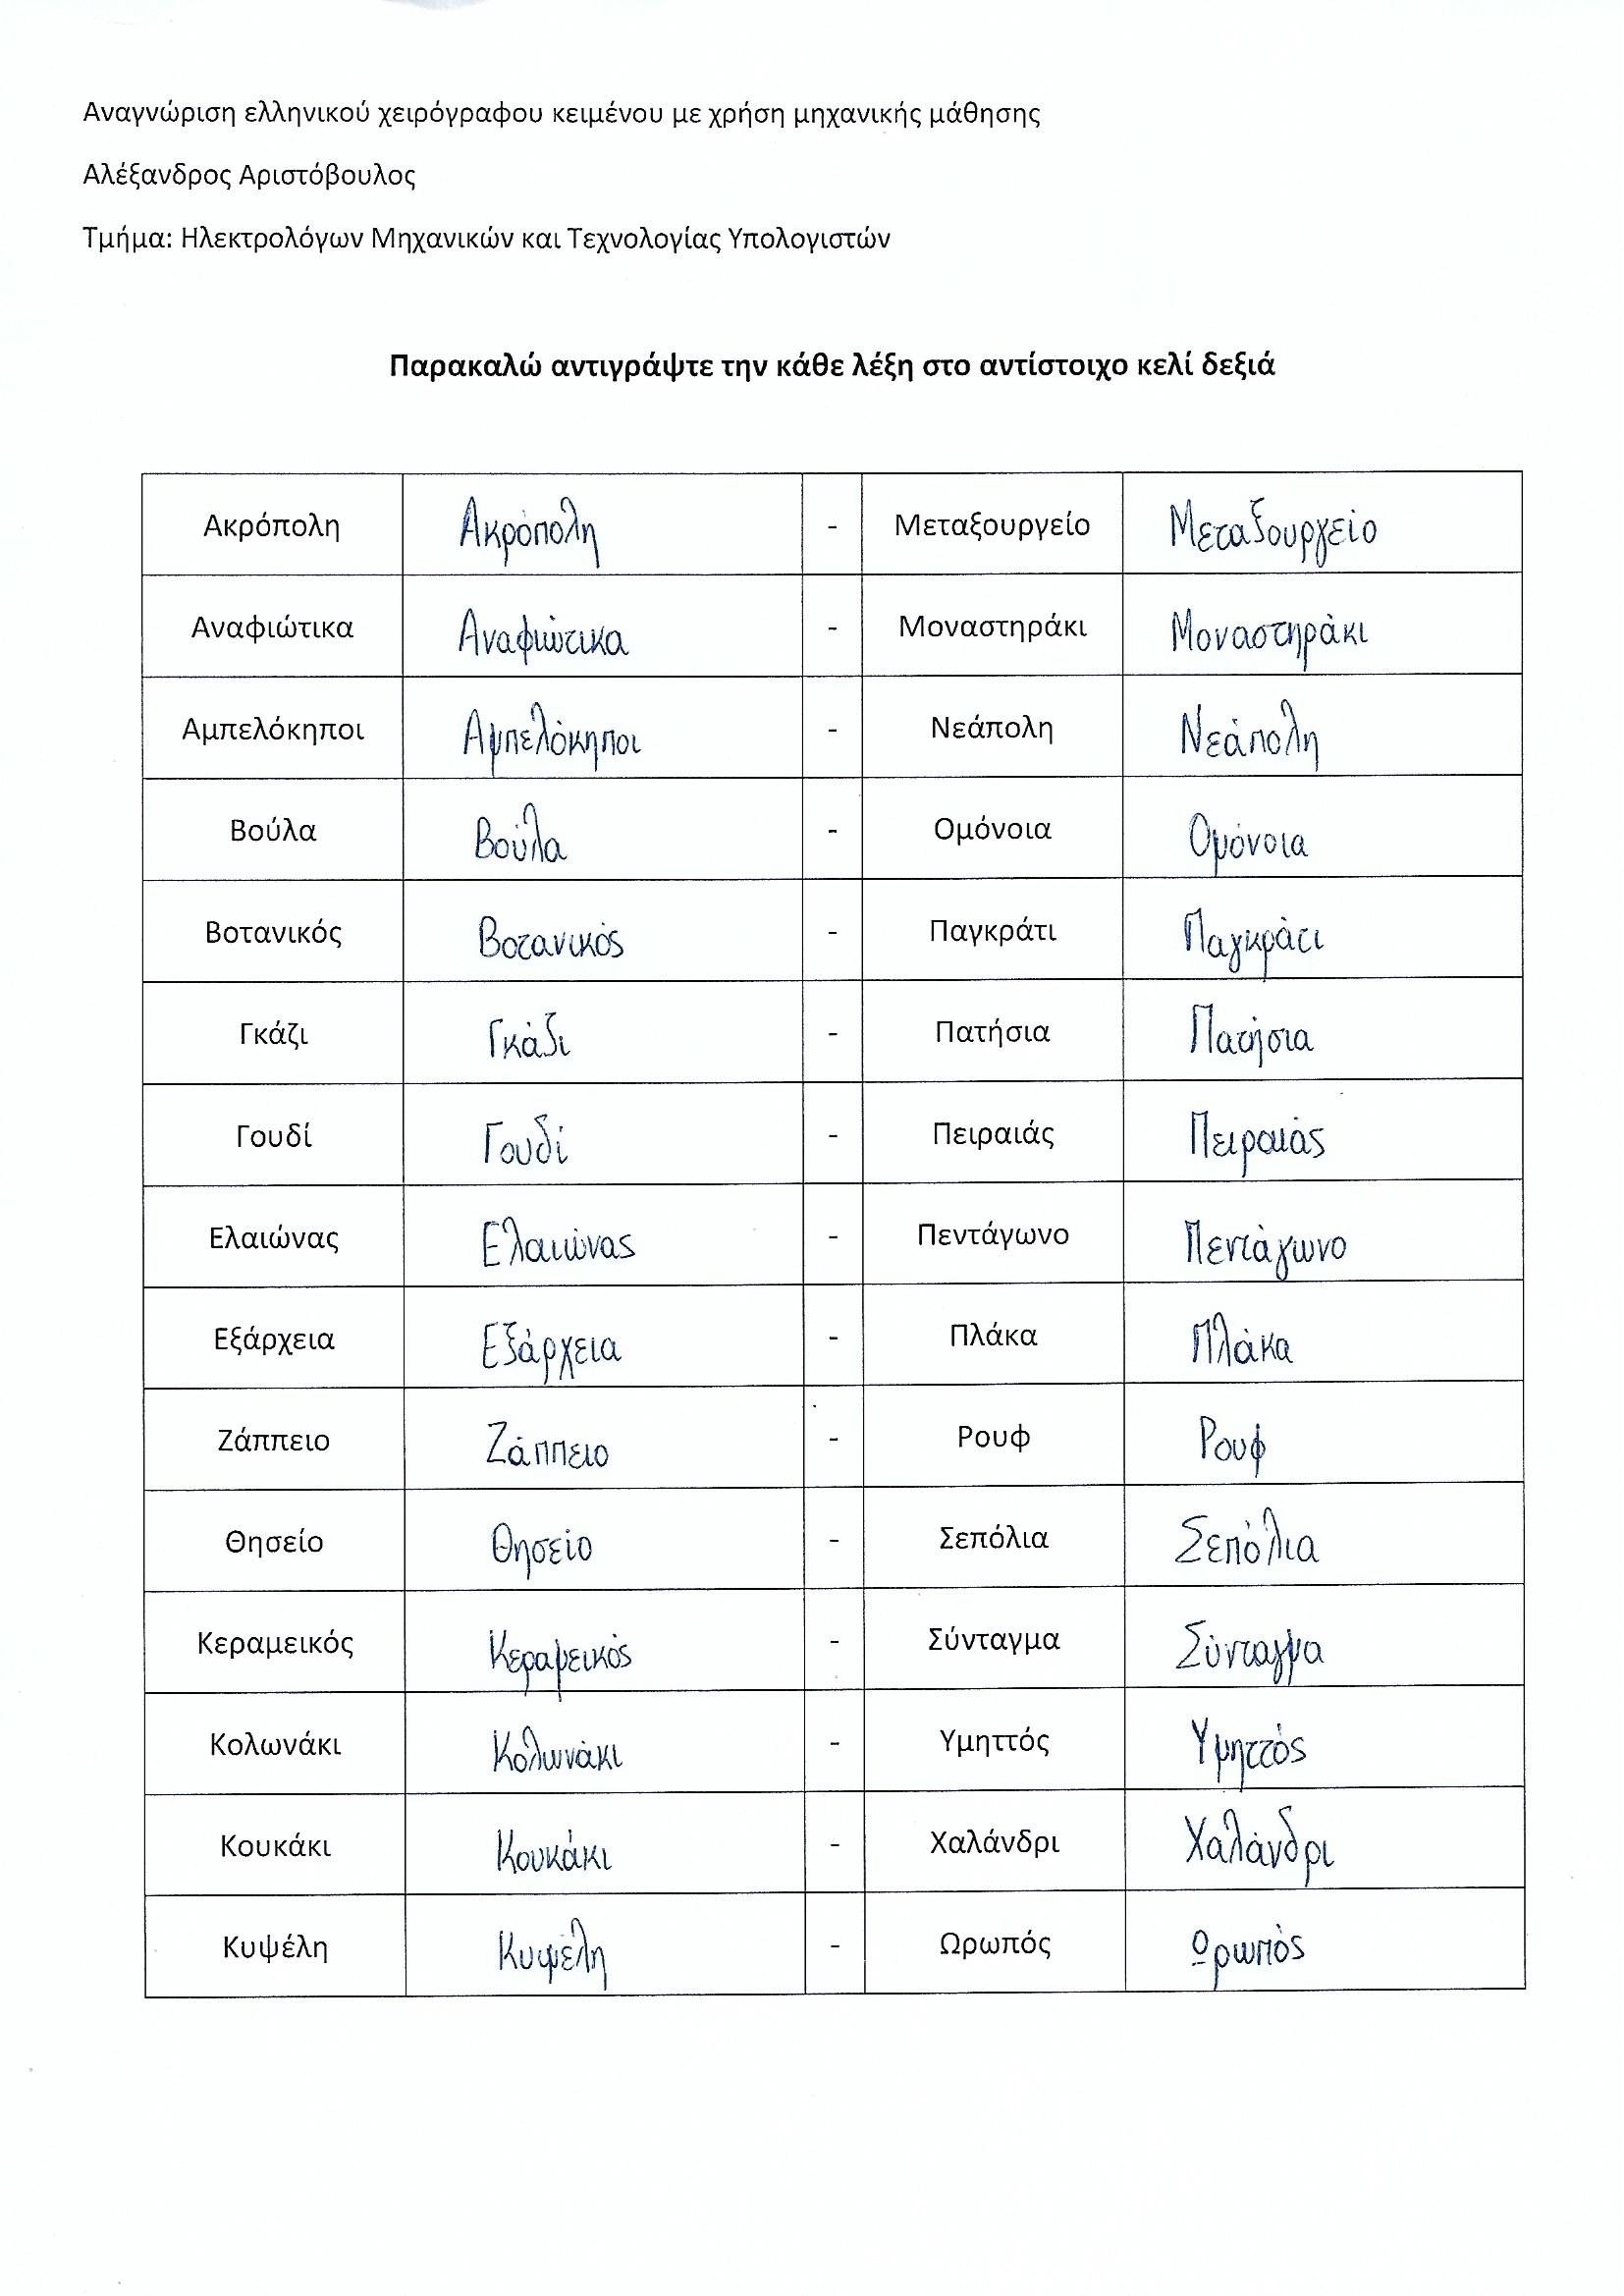 Αναγνώριση ελληνικού χειρόγραφου κειμένου με χρήση μηχανικής μάθησης
Αλέξανδρος Αριστόβουλος
Τμήμα: Ηλεκτρολόγων Μηχανικών και Τεχνολογίας Υπολογιστών
Παρακαλώ αντιγράψτε την κάθε λέξη στο αντίστοιχο κελί δεξιά
Ακρόπολη Ακρόπολη - Μεταξουργείο Μεταξουργείο
Αναφιώτικα Αναφιώτικα - Μοναστηράκι Μοναστηράκι
Αμπελόκηποι Αμπελόκηποι - Νεάπολη Νεάπολη
Βούλα Βούλα - Ομόνοια Ομόνοια
Βοτανικός Βοτανικός - Παγκράτι Παγκράτι
Γκάζι Γκάζι - Πατήσια Πατήσια
Γουδί Γουδί - Πειραιάς Πειραιάς
Ελαιώνας Ελαιώνας - Πεντάγωνο Πεντάγωνο
Εξάρχεια Εξάρχεια - Πλάκα Πλάκα
Ζάππειο Ζάππειο - Ρουφ Ρουφ
Θησείο Θησείο - Σεπόλια Σεπόλια
Κεραμεικός Κεραμεικός - Σύνταγμα Σύνταγμα
Κολωνάκι Κολωνάκι - Υμηττός Υμηττός
Κουκάκι Κουκάκι - Χαλάνδρι Χαλάνδρι
Κυψέλη Κυψέλη - Ωρωπός Ωρωπός